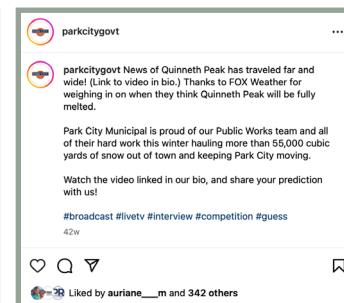 parkcitygovt
parkcitygovt News of Quinneth Peak has traveled far and
wide! (Link to video in bio.) Thanks to FOX Weather for
weighing in on when they think Quinneth Peak will be fully
melted.
Park City Municipal is proud of our Public Works team and all
of their hard work this winter hauling more than 55,000 cubic
yards of snow out of town and keeping Park City moving.
Watch the video linked in our bio, and share your prediction
with us!
#broadcast #livetv #interview #competition #guess
42w
Liked by auriane___m and 342 others